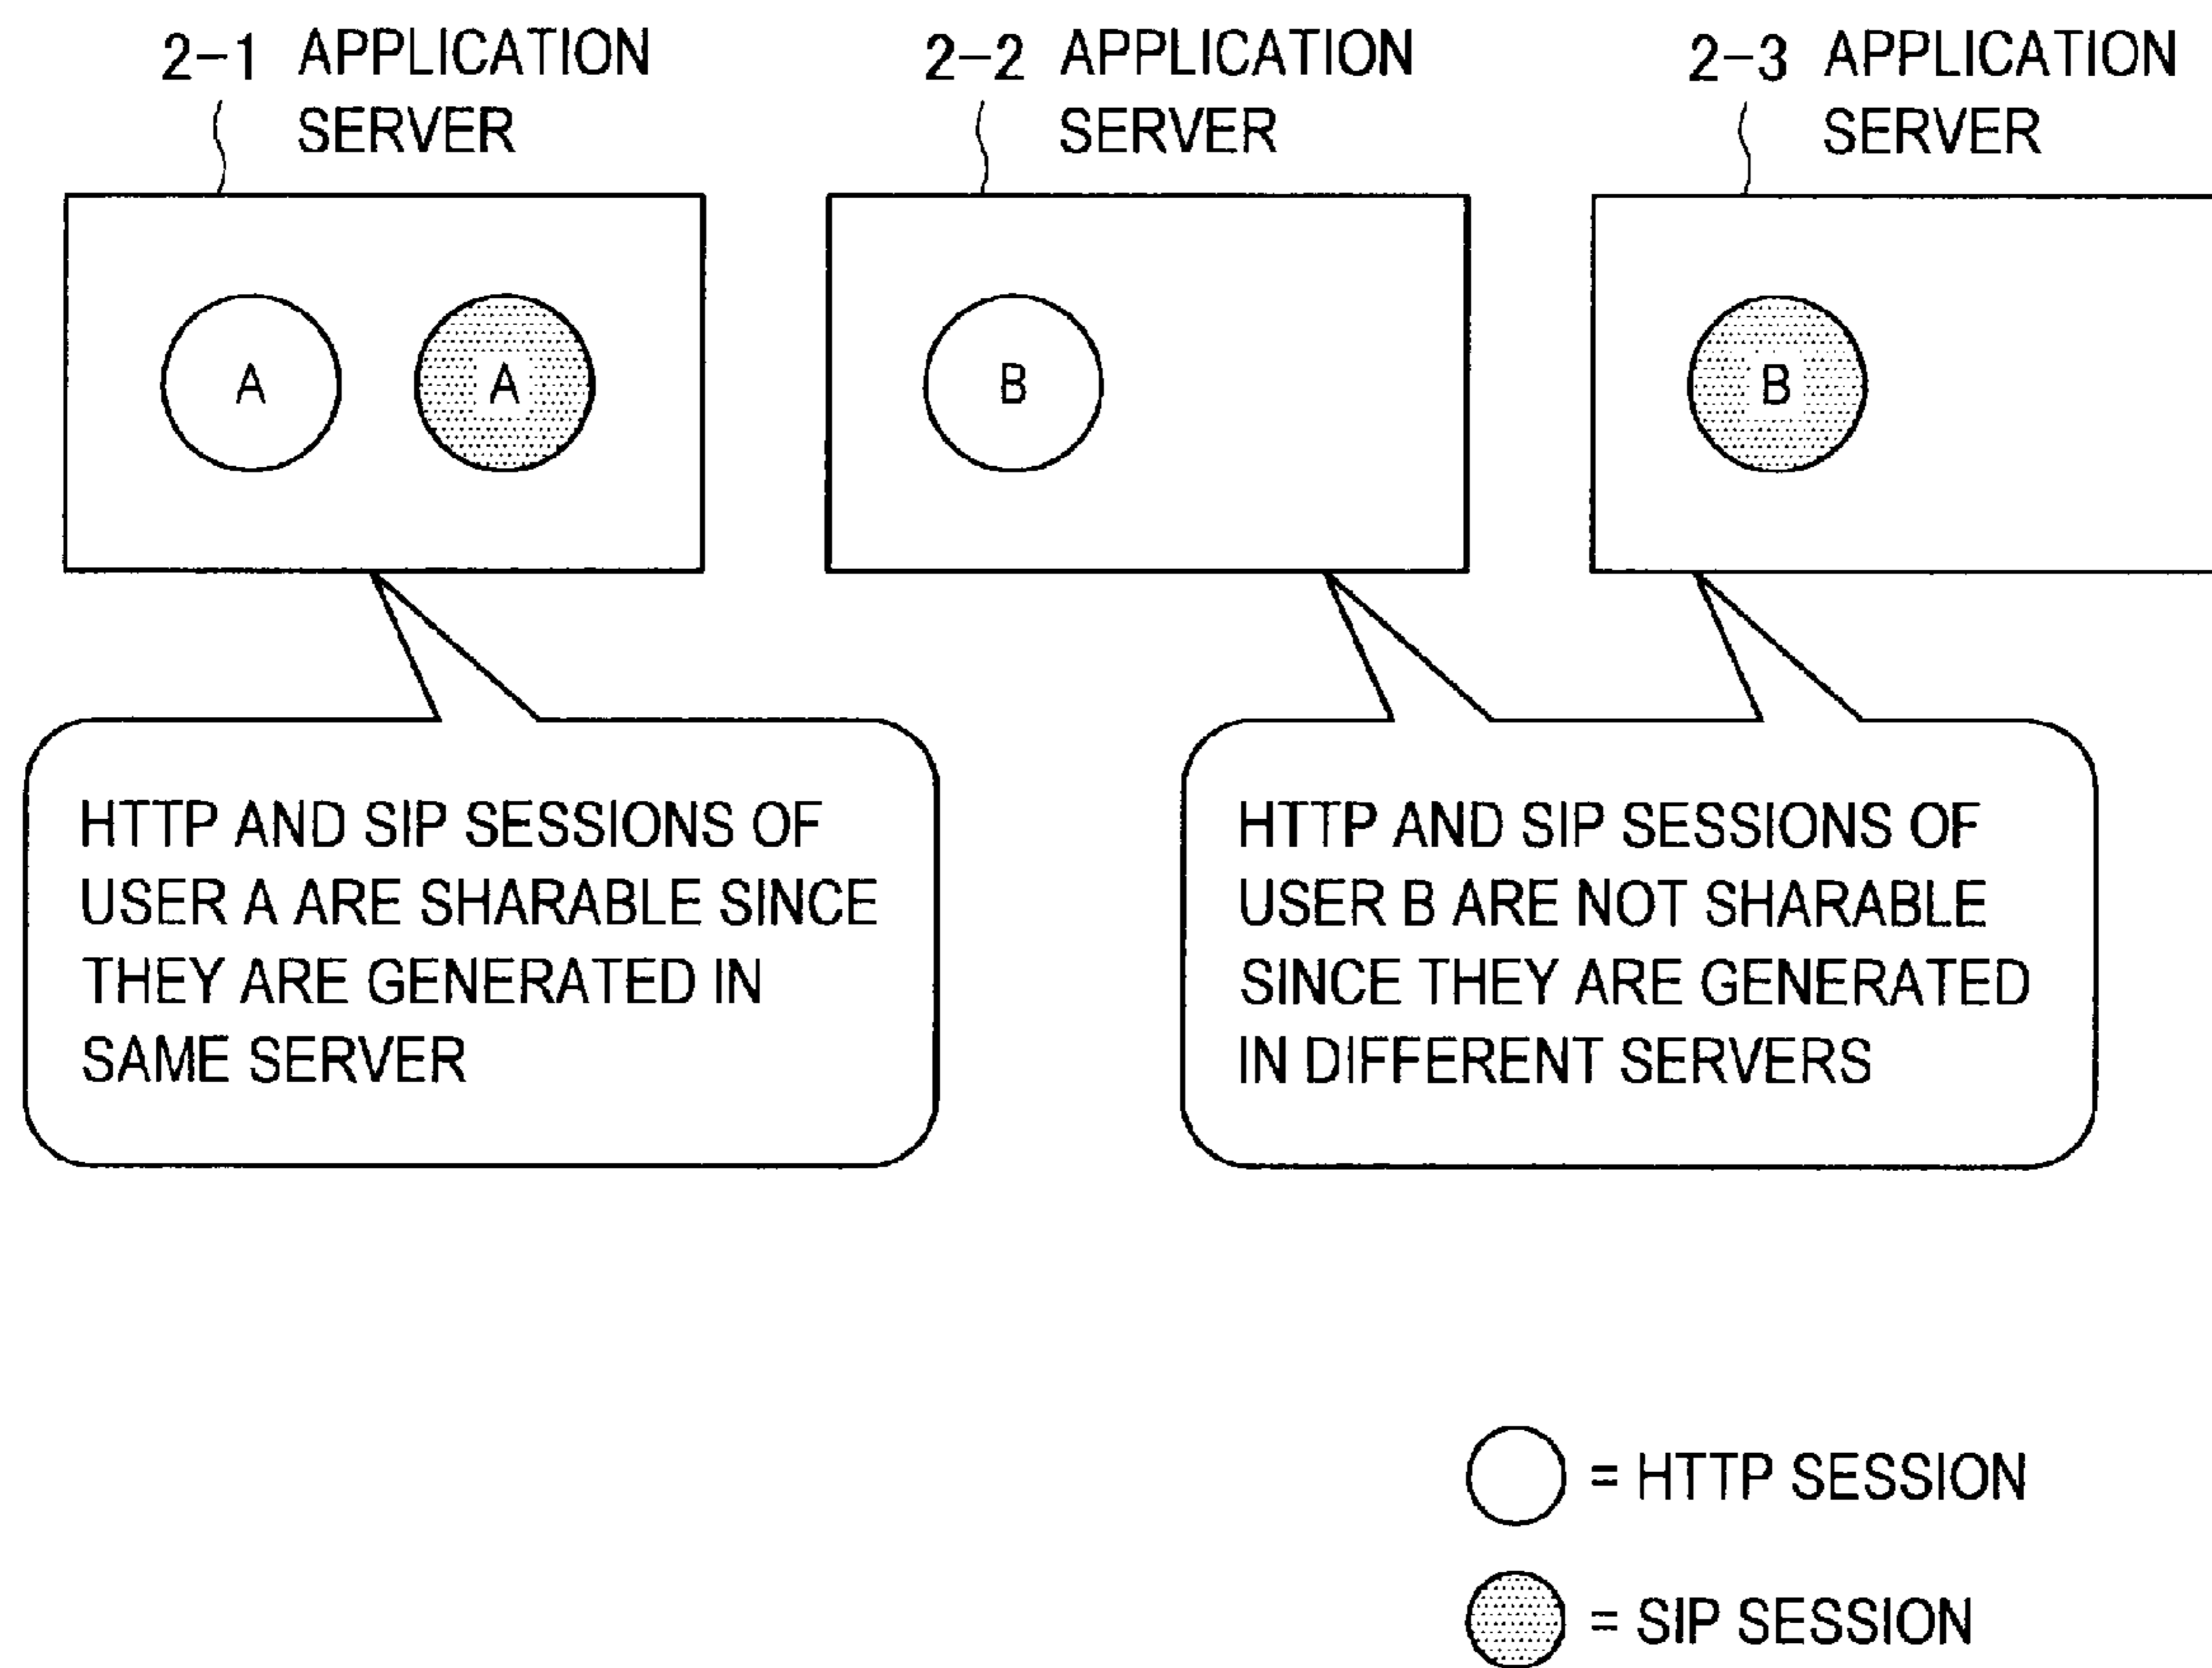 2-1 APPLICATION
SERVER
2-2 APPLICATION
SERVER
2-3 APPLICATION
SERVER
A
A
B
B
HTTP AND SIP SESSIONS OF
USER A ARE SHARABLE SINCE
THEY ARE GENERATED IN
SAME SERVER
HTTP AND SIP SESSIONS OF
USER B ARE NOT SHARABLE
SINCE THEY ARE GENERATED
IN DIFFERENT SERVERS
= HTTP SESSION
= SIP SESSION